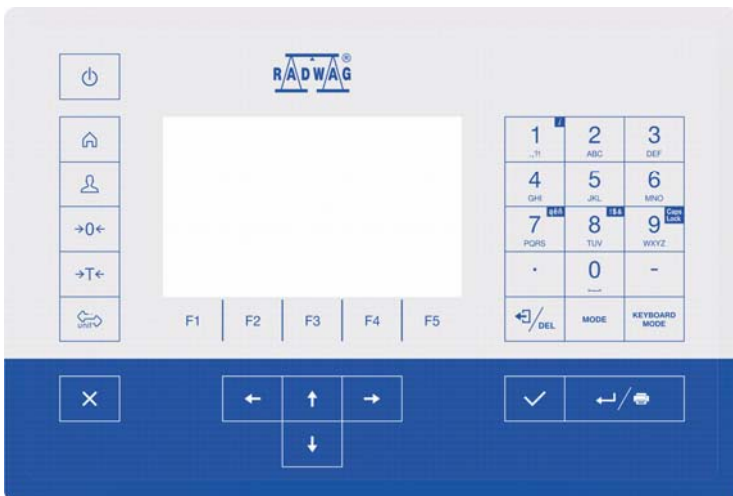 RADWAG®
→0←
→T←
unit
F1 F2 F3 F4 F5
1 2 3
.,?! ABC DEF
4 5 6
GHI JKL MNO
7 8 9 Caps Lock
PQRS TUV WXYZ
. 0 -
/DEL MODE KEYBOARD
MODE